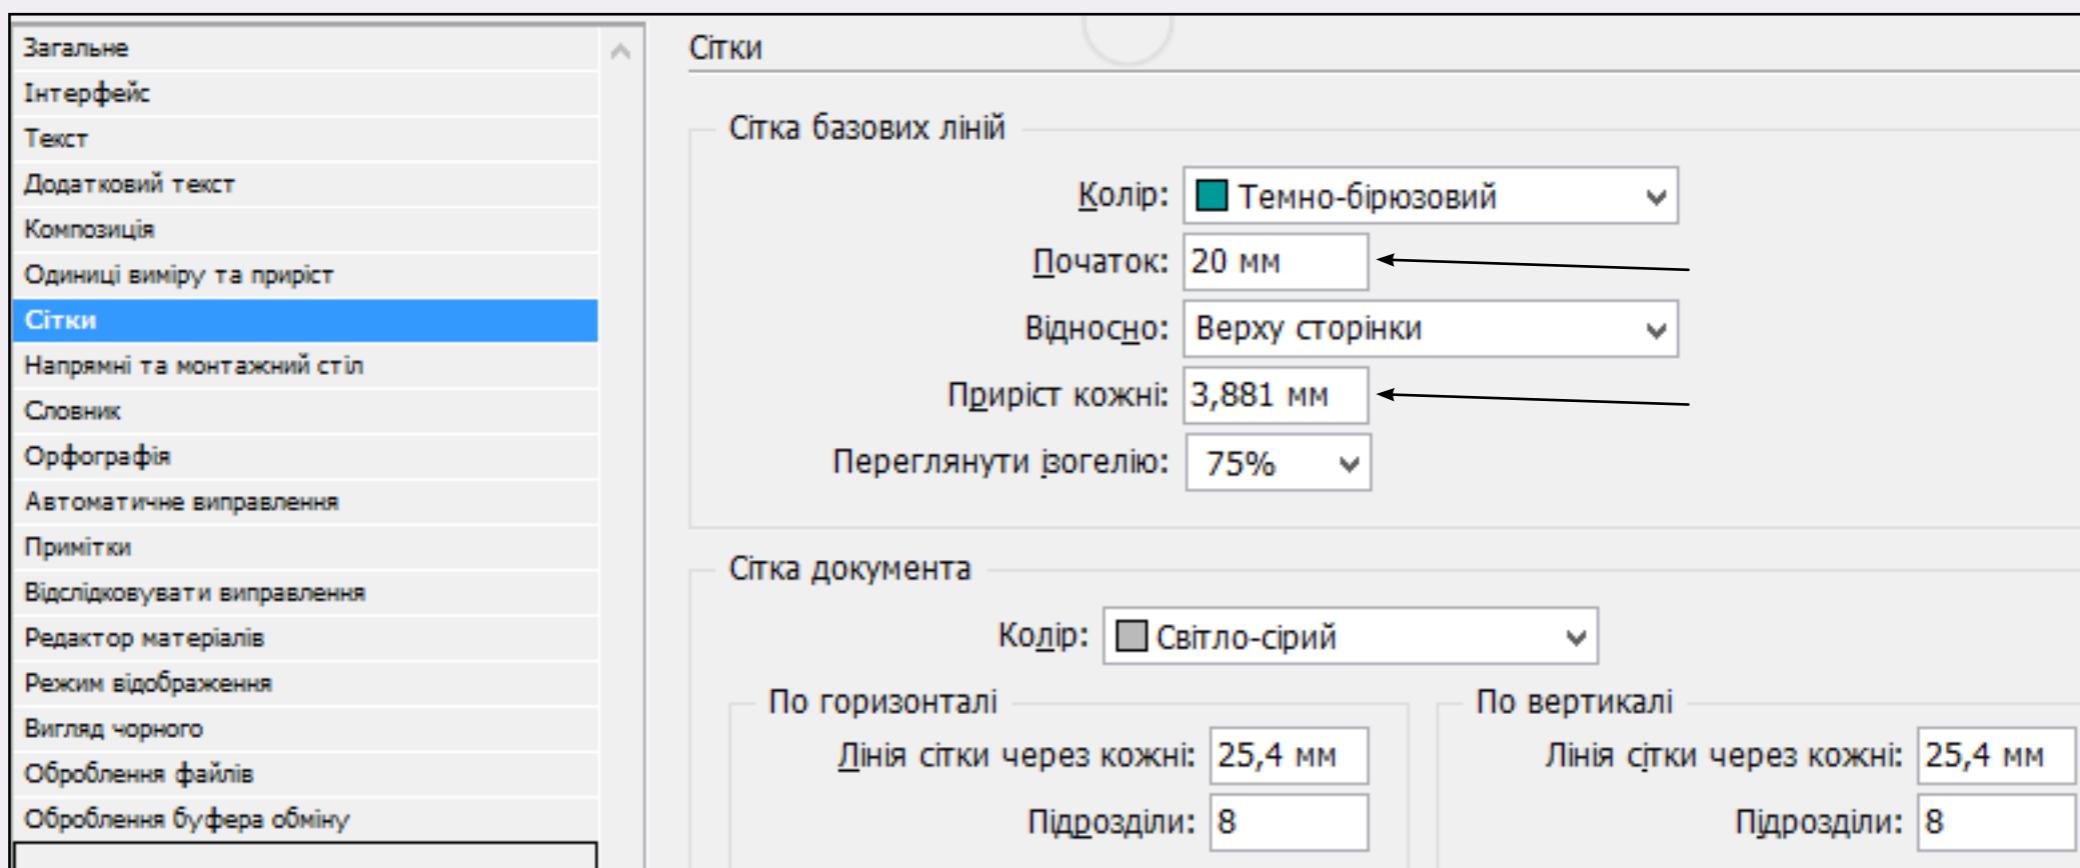 Загальне
Інтерфейс
Текст
Додатковий текст
Композиція
Одиниці виміру та приріст
Сітки
Напрямні та монтажний стіл
Словник
Орфографія
Автоматичне виправлення
Примітки
Відслідковувати виправлення
Редактор матеріалів
Режим відображення
Вигляд чорного
Оброблення файлів
Оброблення буфера обміну
Сітки
Сітка базових ліній
Колір: Темно-бірюзовий
Початок: 20 мм
Відносно: Верху сторінки
Приріст кожні: 3,881 мм
Переглянути ізогелію: 75%
Сітка документа
Колір: Світло-сірий
По горизонталі
Лінія сітки через кожні: 25,4 мм
Підрозділи: 8
По вертикалі
Лінія сітки через кожні: 25,4 мм
Підрозділи: 8